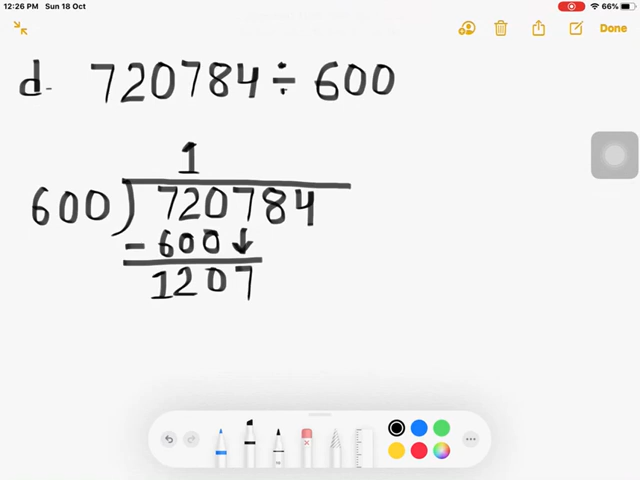 12:26 PM Sun 18 Oct 66%
Done
d. 720784 ÷ 600
1
600 ) 720784
- 600 ↓
1207